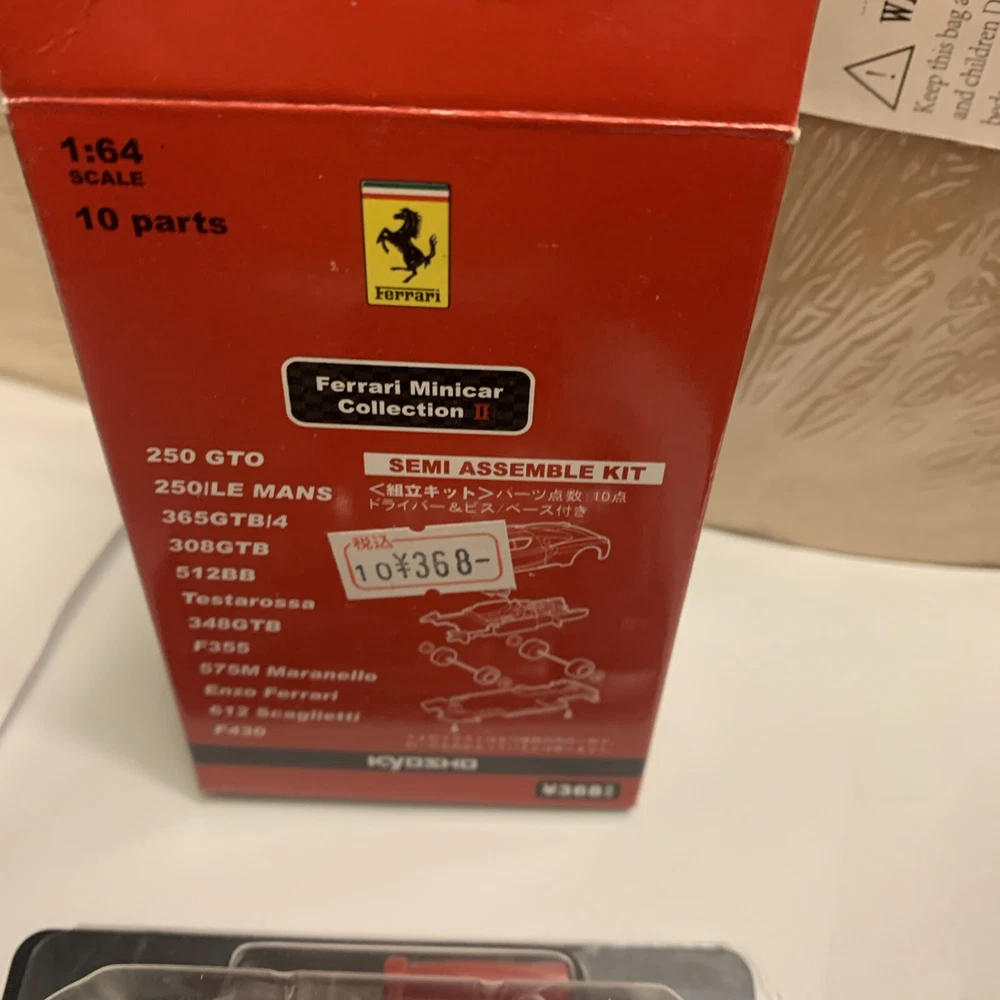 1:64
SCALE
10 parts
Ferrari
Ferrari Minicar
Collection II
250 GTO
250/LE MANS
365GTB/4
308GTB
512BB
Testarossa
348GTB
F355
575M Maranello
Enzo Ferrari
612 Scaglietti
F430
SEMI ASSEMBLE KIT
<組立キット>パーツ点数 10点
ドライバー&ビス/ベース付き
税込
10¥368-
KYOSHO
¥368
Keep this bag a
and children D